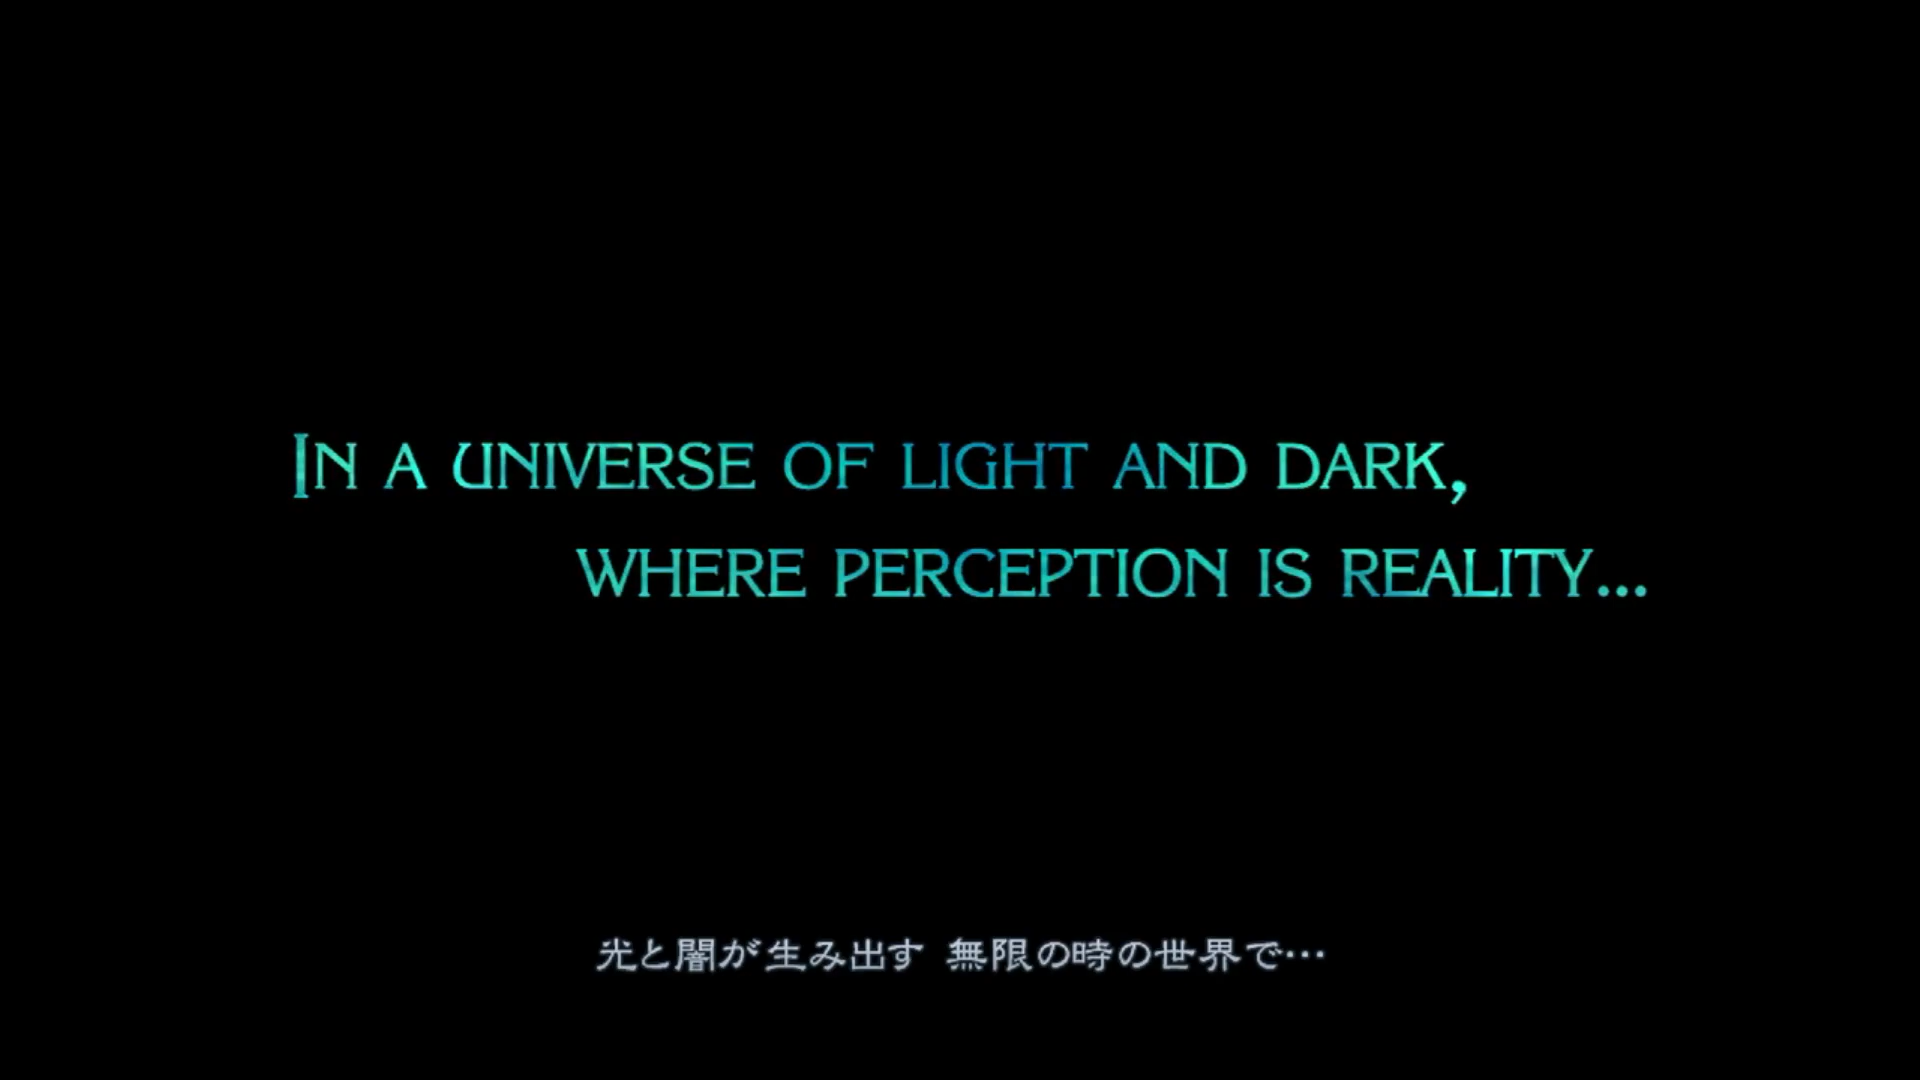 In a universe of light and dark,
where perception is reality...
光と闇が生み出す 無限の時の世界で…